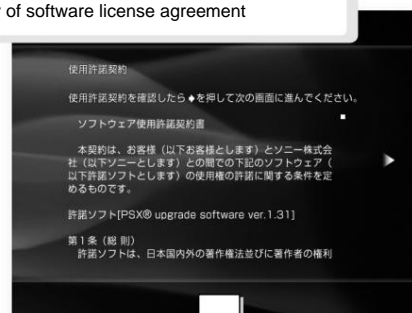 of software license agreement
使用許諾契約
使用許諾契約を確認したら♦を押して次の画面に進んでください。
ソフトウェア使用許諾契約書
本契約は、お客様（以下お客様とします）とソニー株式会
社（以下ソニーとします）との間での下記のソフトウェア（
以下許諾ソフトとします）の使用権の許諾に関する条件を定
めるものです。
許諾ソフト[PSX® upgrade software ver.1.31]
第1条（総 則）
許諾ソフトは、日本国内外の著作権法並びに著作者の権利